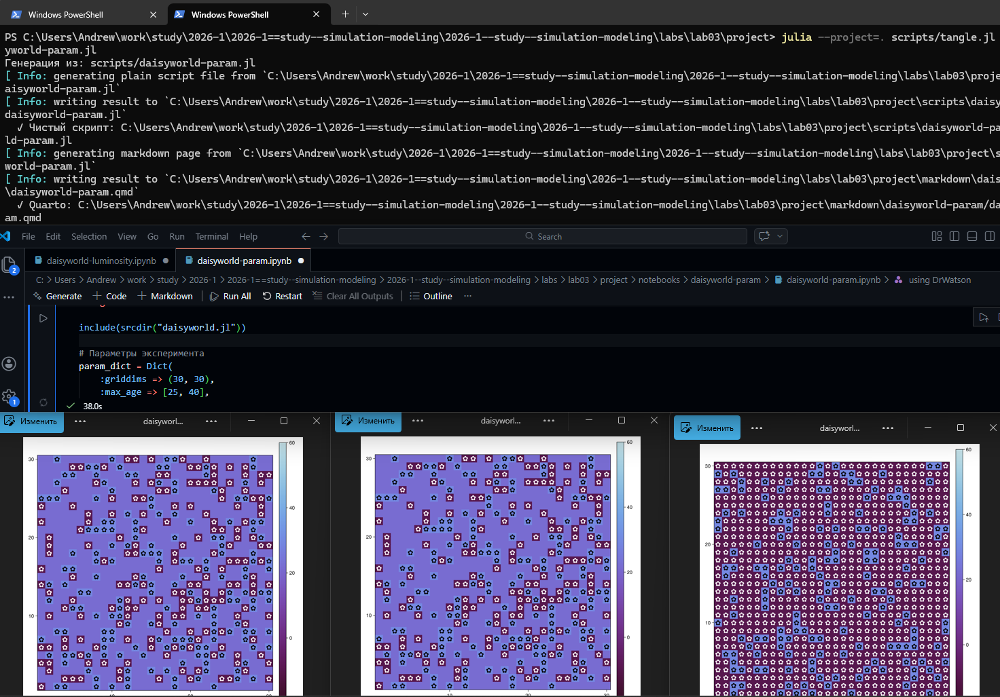 Windows PowerShell
Windows PowerShell
PS C:\Users\Andrew\work\study\2026-1\2026-1==study--simulation-modeling\2026-1--study--simulation-modeling\labs\lab03\project> julia --project=. scripts/tangle.jl
yworld-param.jl
Генерация из: scripts/daisyworld-param.jl
[ Info: generating plain script file from `C:\Users\Andrew\work\study\2026-1\2026-1==study--simulation-modeling\2026-1--study--simulation-modeling\labs\lab03\proje
aisyworld-param.jl`
[ Info: writing result to `C:\Users\Andrew\work\study\2026-1\2026-1==study--simulation-modeling\2026-1--study--simulation-modeling\labs\lab03\project\scripts\daisy
daisyworld-param.jl`
✓ Чистый скрипт: C:\Users\Andrew\work\study\2026-1\2026-1==study--simulation-modeling\2026-1--study--simulation-modeling\labs\lab03\project\scripts\daisyworld-pa
ld-param.jl
[ Info: generating markdown page from `C:\Users\Andrew\work\study\2026-1\2026-1==study--simulation-modeling\2026-1--study--simulation-modeling\labs\lab03\project\s
world-param.jl`
[ Info: writing result to `C:\Users\Andrew\work\study\2026-1\2026-1==study--simulation-modeling\2026-1--study--simulation-modeling\labs\lab03\project\markdown\dais
\daisyworld-param.qmd`
✓ Quarto: C:\Users\Andrew\work\study\2026-1\2026-1==study--simulation-modeling\2026-1--study--simulation-modeling\labs\lab03\project\markdown\daisyworld-param/da
am.qmd
File Edit Selection View Go Run Terminal Help Search
daisyworld-luminosity.ipynb daisyworld-param.ipynb
2
C: > Users > Andrew > work > study > 2026-1 > 2026-1==study--simulation-modeling > 2026-1--study--simulation-modeling > labs > lab03 > project > notebooks > daisyworld-param > daisyworld-param.ipynb > using DrWatson
Generate + Code + Markdown Run All Restart Clear All Outputs Outline ...
include(srcdir("daisyworld.jl"))
# Параметры эксперимента
param_dict = Dict(
:griddims => (30, 30),
:max_age => [25, 40],
1
38.0s
Изменить ... daisyworl... ...
Изменить ... daisyworl... ...
Изменить ... daisyworl... ...
30 20 10
60 40 20 0
30 20 10
60 40 20 0
30 20 10
60 40 20 0